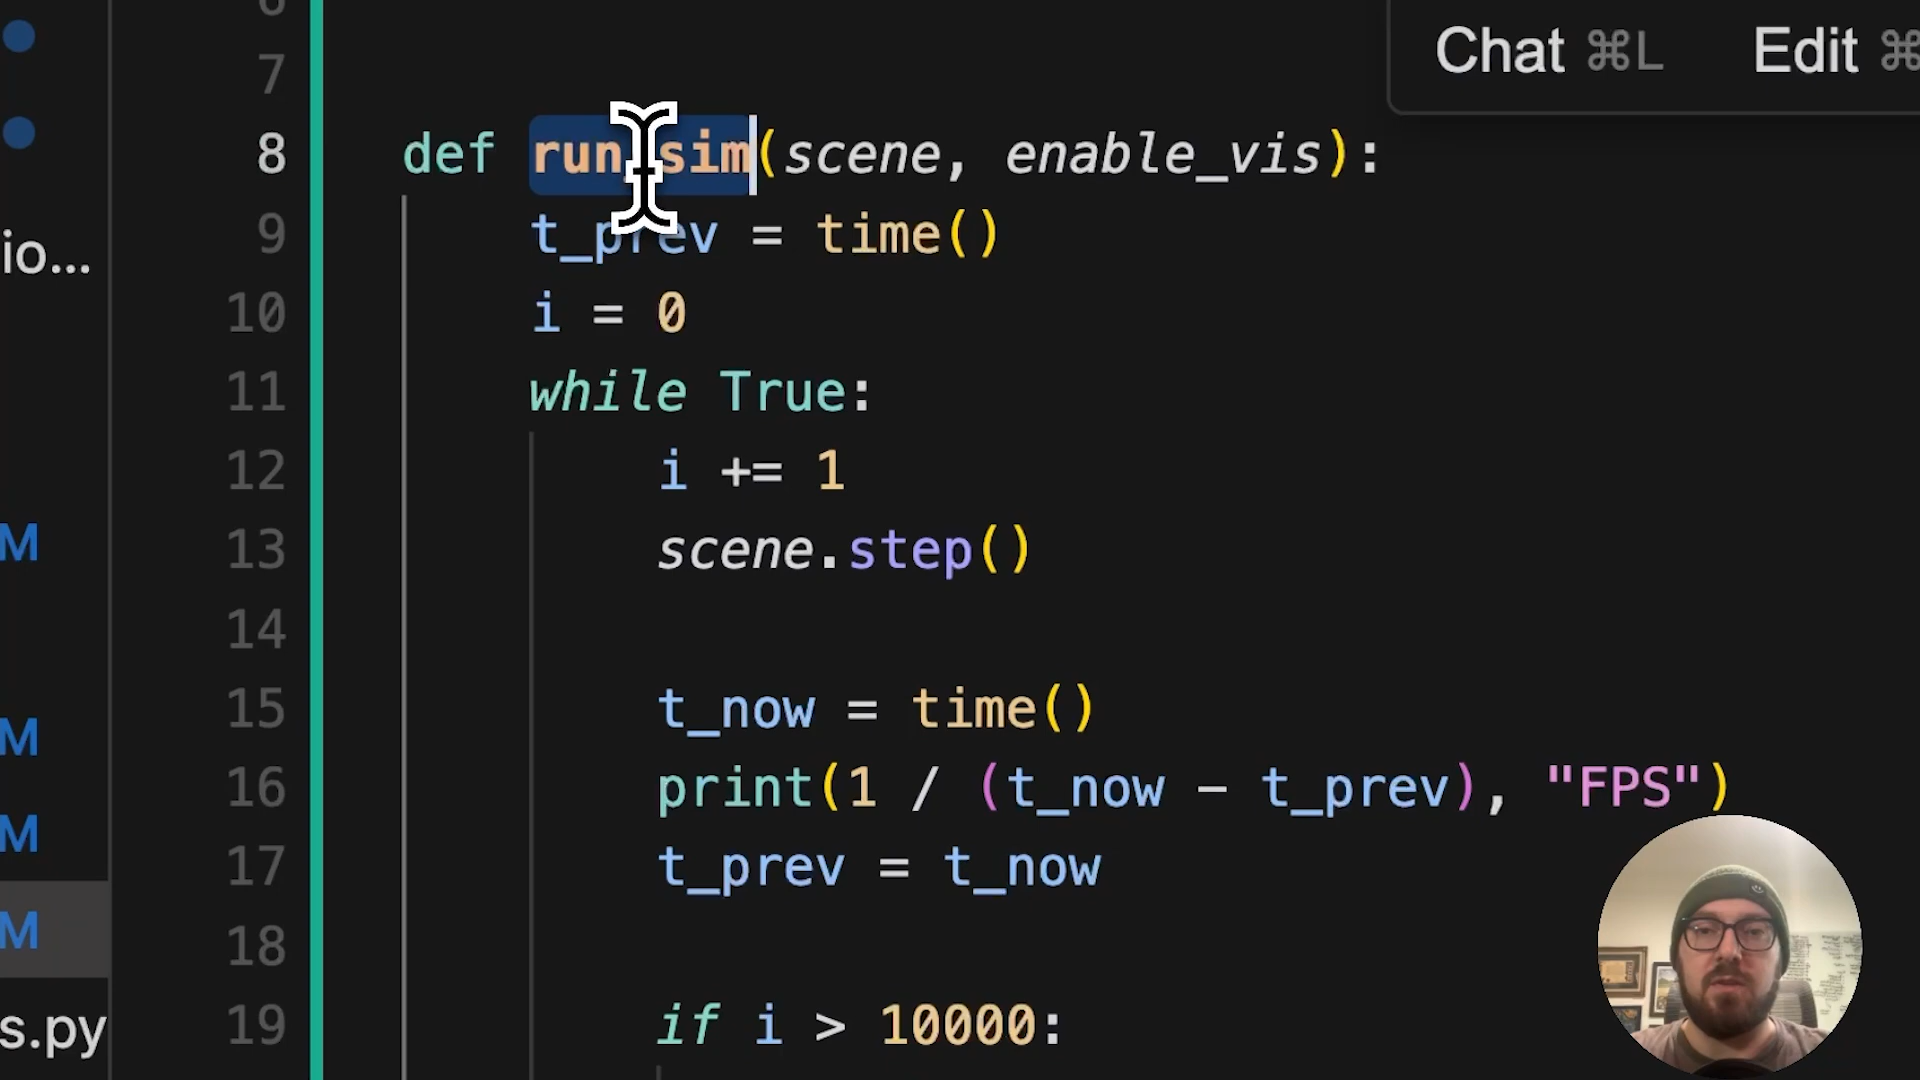 6
7
Chat ⌘L Edit ⌘
8 def run_sim(scene, enable_vis):
9 t_prev = time()
io...
10 i = 0
11 while True:
12 i += 1
M
13 scene.step()
14
15 t_now = time()
M
16 print(1 / (t_now - t_prev), "FPS")
M
17 t_prev = t_now
M
18
s.py
19 if i > 10000: